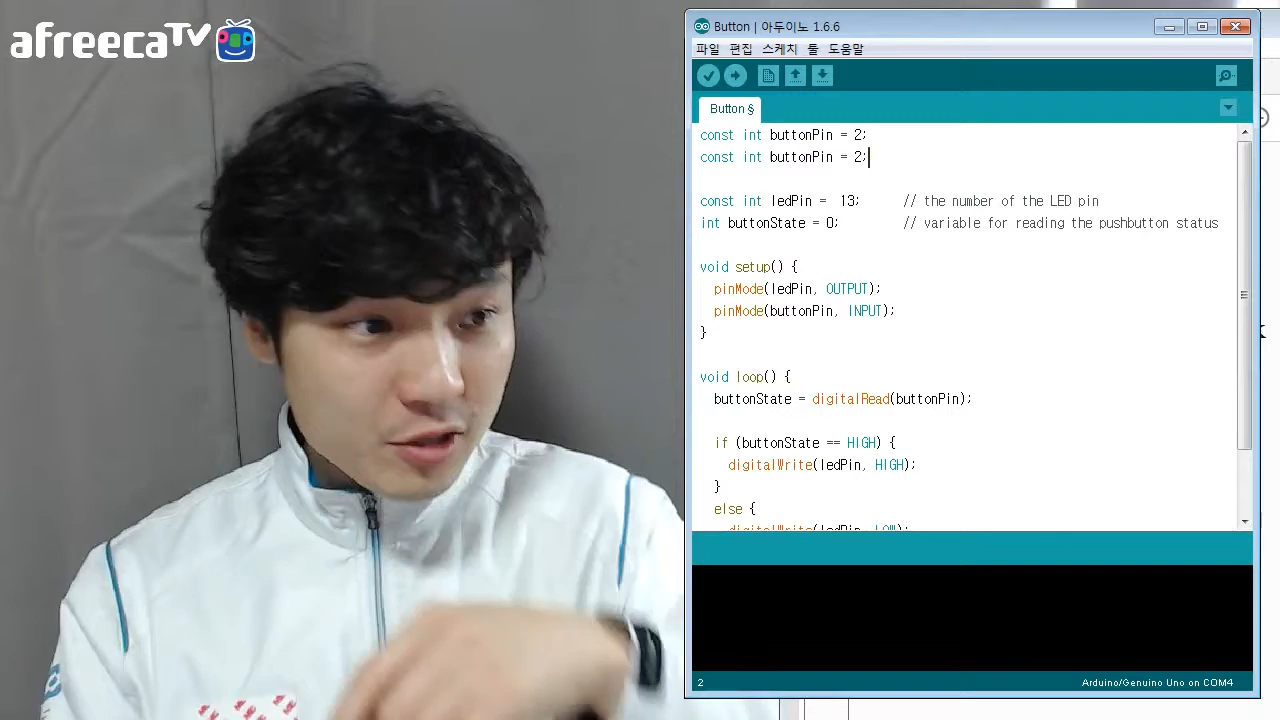 afreecaTV
Button | 아두이노 1.6.6
파일 편집 스케치 툴 도움말
Button §
const int buttonPin = 2;
const int buttonPin = 2;
const int ledPin =  13;      // the number of the LED pin
int buttonState = 0;         // variable for reading the pushbutton status
void setup() {
  pinMode(ledPin, OUTPUT);
  pinMode(buttonPin, INPUT);
}
void loop() {
  buttonState = digitalRead(buttonPin);
  if (buttonState == HIGH) {
    digitalWrite(ledPin, HIGH);
  }
  else {
    digitalWrite(ledPin, LOW);
2
Arduino/Genuino Uno on COM4